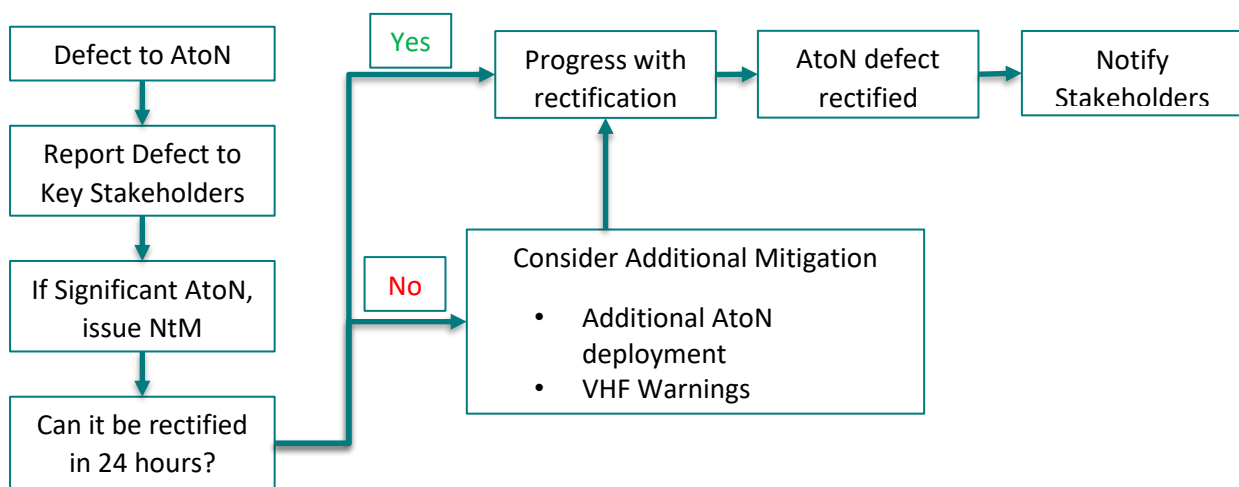 Defect to AtoN
Report Defect to
Key Stakeholders
If Significant AtoN,
issue NtM
Can it be rectified
in 24 hours?
Yes
No
Progress with
rectification
AtoN defect
rectified
Notify
Stakeholders
Consider Additional Mitigation
• Additional AtoN
deployment
• VHF Warnings